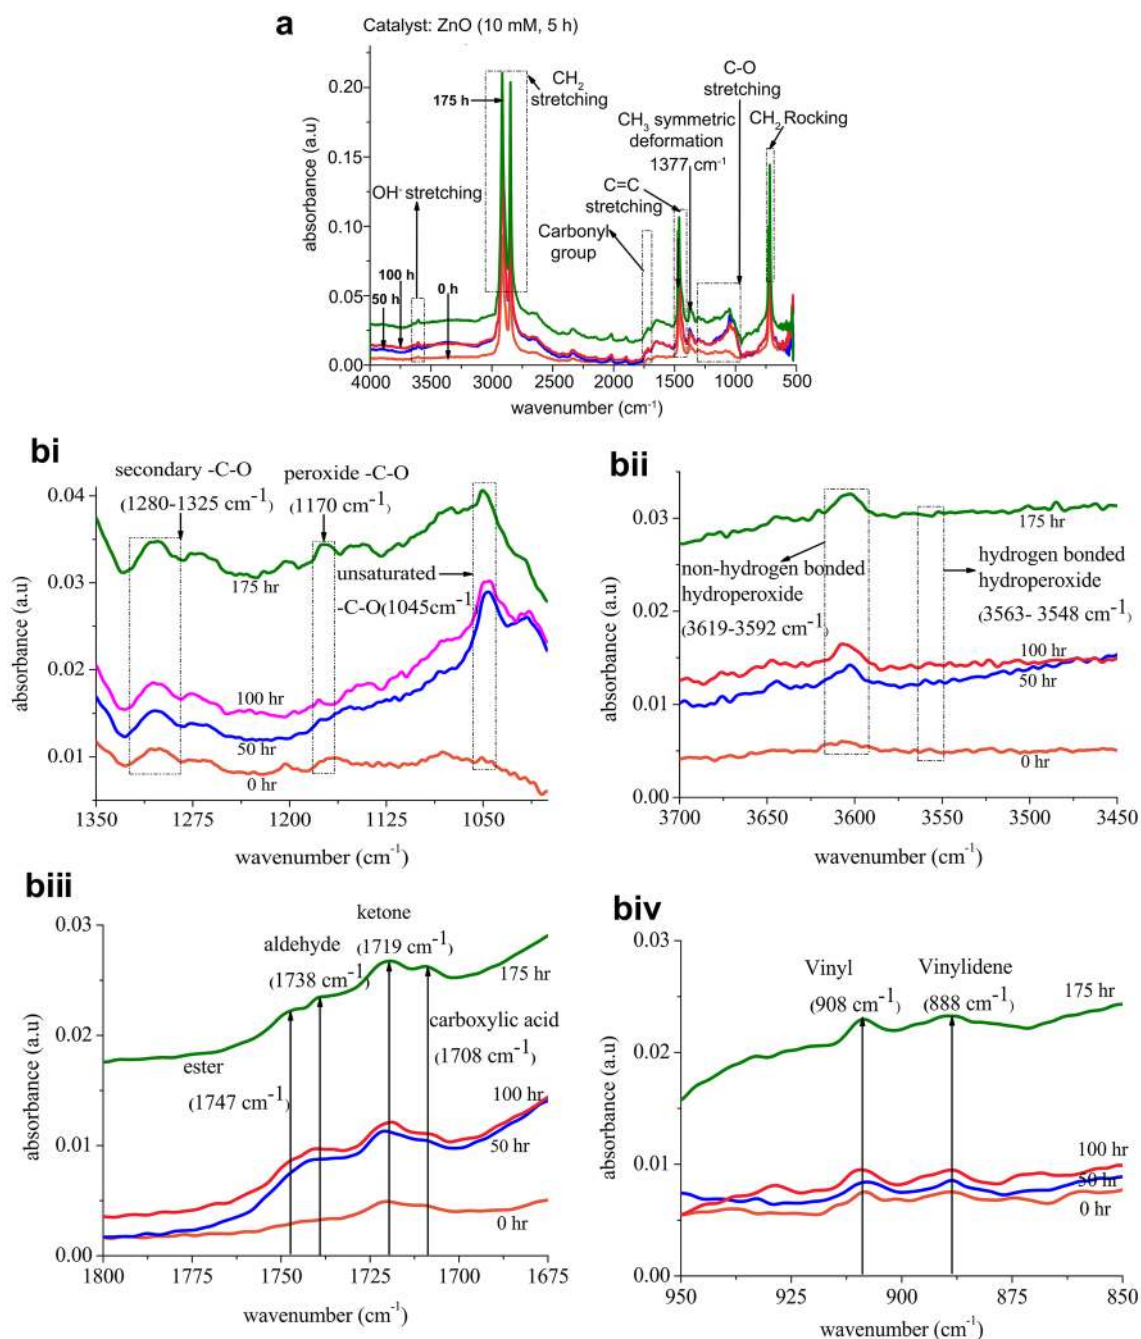 a
Catalyst: ZnO (10 mM, 5 h)
absorbance (a.u)
0.20
0.15
0.10
0.05
0.00
175 h
CH2
stretching
C-O
stretching
CH3 symmetric
deformation
1377 cm-1
CH2 Rocking
OH- stretching
C=C
stretching
Carbonyl
group
100 h
50 h
0 h
4000 3500 3000 2500 2000 1500 1000 500
wavenumber (cm-1)
bi
secondary -C-O
(1280-1325 cm-1)
peroxide -C-O
(1170 cm-1)
absorbance (a.u)
0.04
0.03
0.02
0.01
175 hr
unsaturated
-C-O(1045cm-1
100 hr
50 hr
0 hr
1350 1275 1200 1125 1050
wavenumber (cm-1)
bii
absorbance (a.u)
0.03
0.02
0.01
0.00
175 hr
non-hydrogen bonded
hydroperoxide
(3619-3592 cm-1)
hydrogen bonded
hydroperoxide
(3563- 3548 cm-1)
100 hr
50 hr
0 hr
3700 3650 3600 3550 3500 3450
wavenumber (cm-1)
biii
absorbance (a.u)
0.03
0.02
0.01
0.00
ketone
(1719 cm-1)
aldehyde
(1738 cm-1)
175 hr
carboxylic acid
(1708 cm-1)
ester
(1747 cm-1)
100 hr
50 hr
0 hr
1800 1775 1750 1725 1700 1675
wavenumber (cm-1)
biv
absorbance (a.u)
0.03
0.02
0.01
0.00
Vinyl
(908 cm-1)
Vinylidene
(888 cm-1)
175 hr
100 hr
50 hr
0 hr
950 925 900 875 850
wavenumber (cm-1)